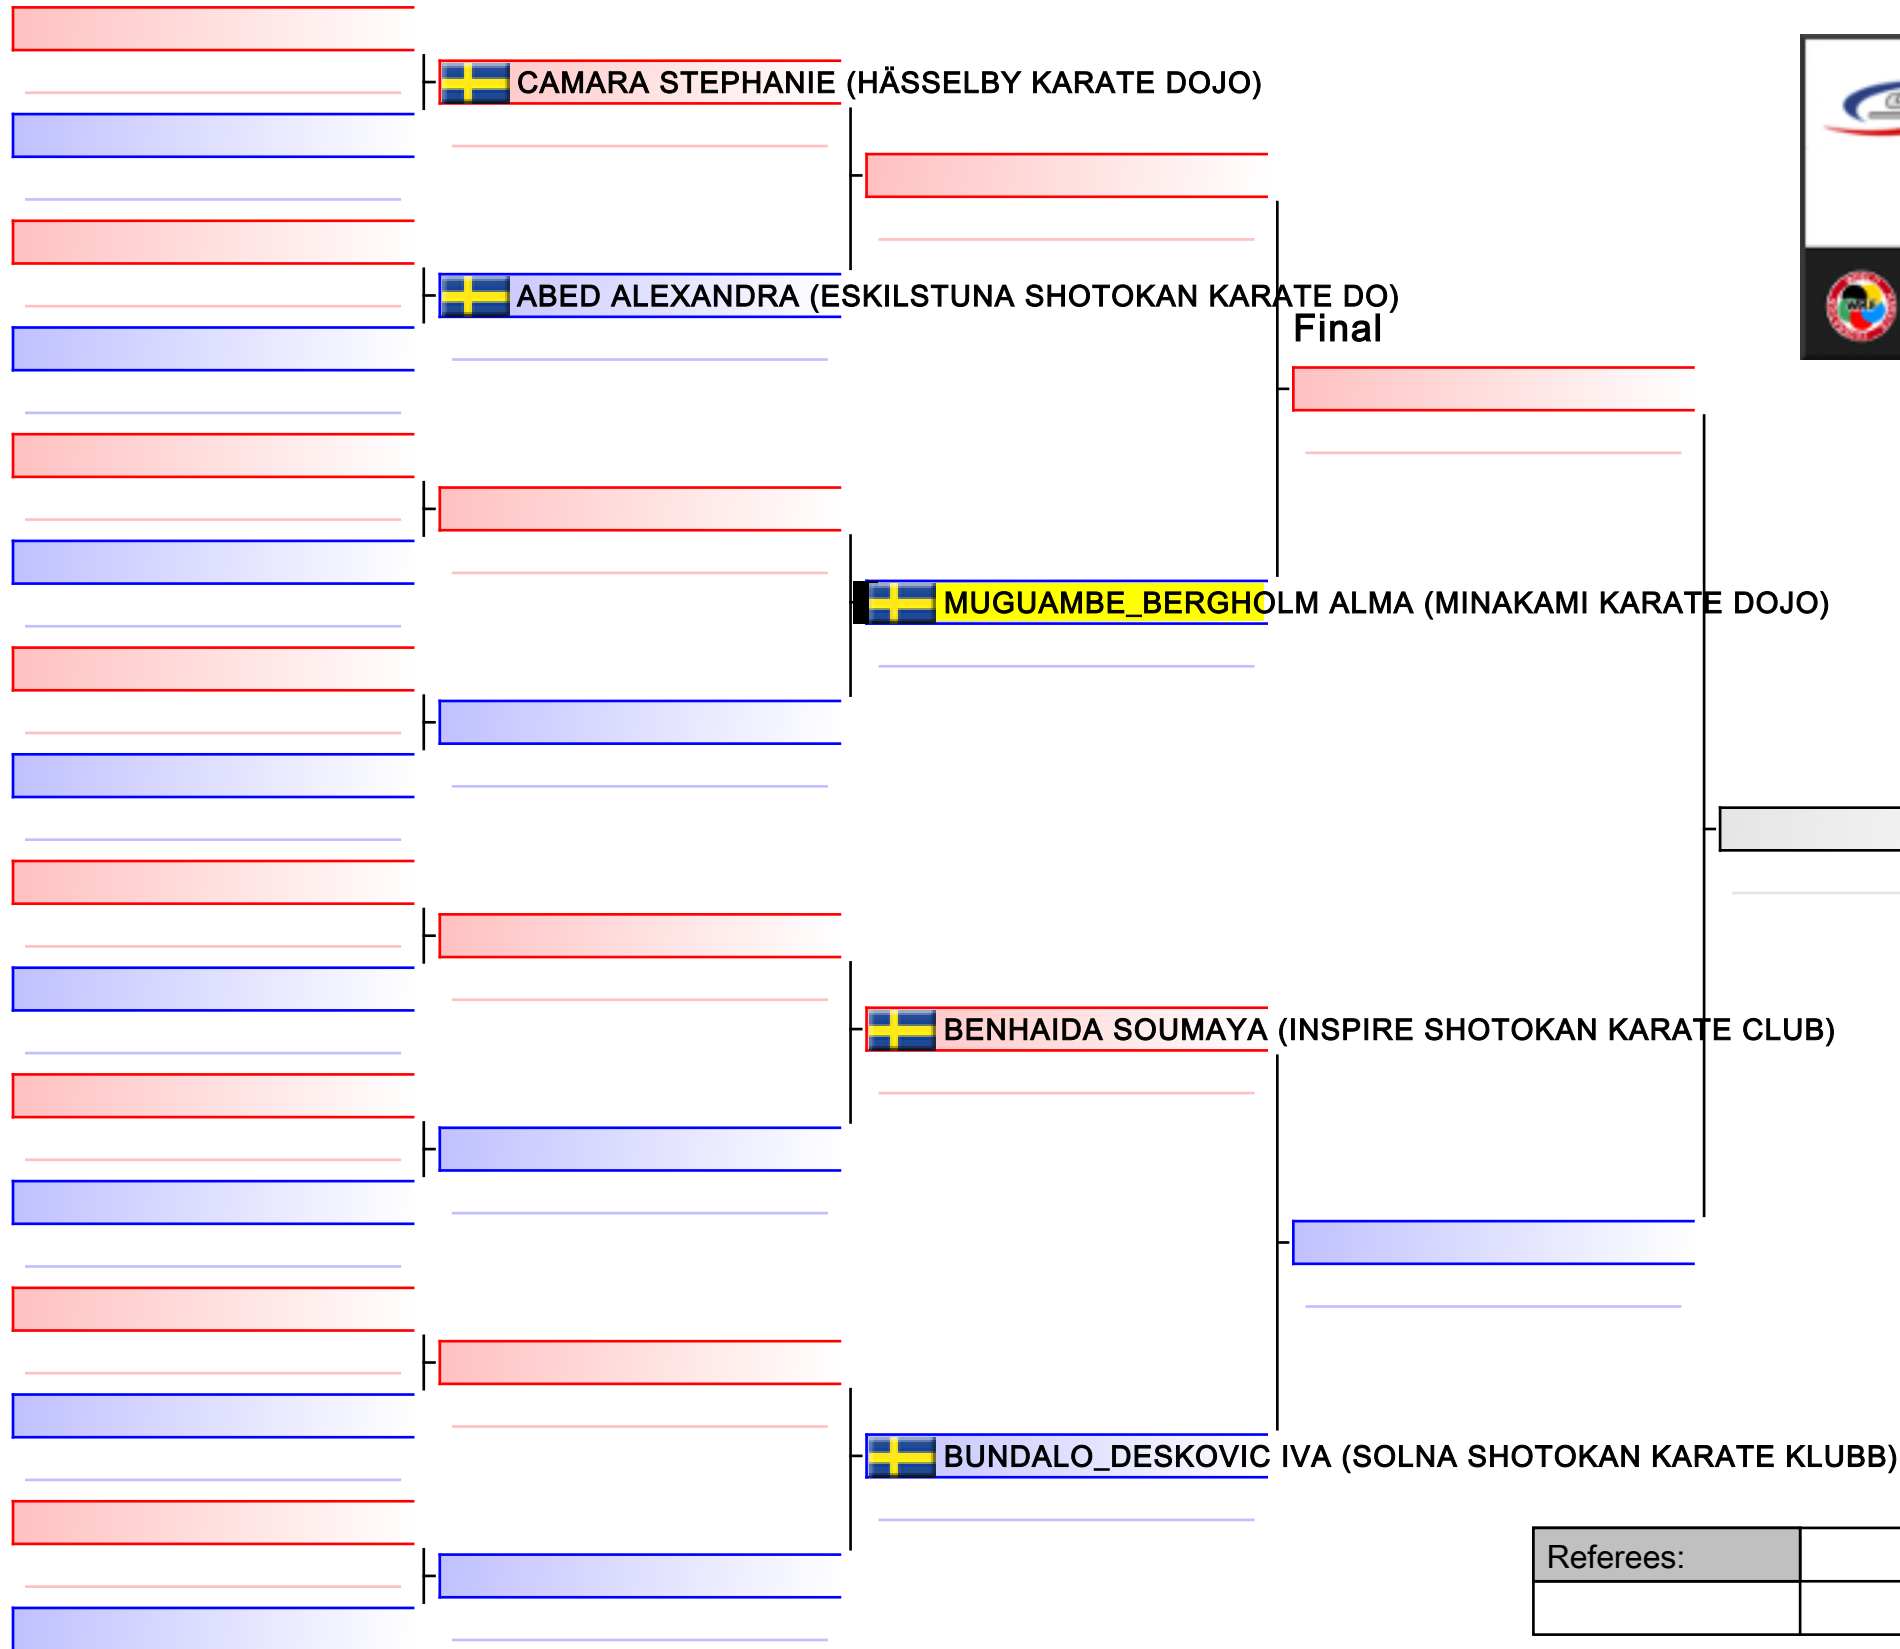 CAMARA STEPHANIE (HÄSSELBY KARATE DOJO)
ABED ALEXANDRA (ESKILSTUNA SHOTOKAN KARATE DO)
Final
MUGUAMBE_BERGHOLM ALMA (MINAKAMI KARATE DOJO)
BENHAIDA SOUMAYA (INSPIRE SHOTOKAN KARATE CLUB)
BUNDALO_DESKOVIC IVA (SOLNA SHOTOKAN KARATE KLUBB)
Referees: